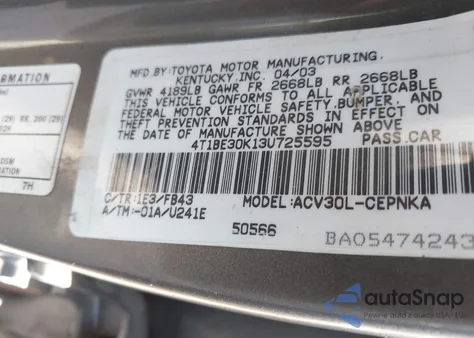 FORMATION
MFD.BY:TOYOTA MOTOR MANUFACTURING.
KENTUCKY.INC. 04/03
GVWR 4189LB GAWR FR 2668LB RR 2668LB
THIS VEHICLE CONFORMS TO ALL APPLICABLE
FEDERAL MOTOR VEHICLE SAFETY,BUMPER, AND
THEFT PREVENTION STANDARDS IN EFFECT ON
THE DATE OF MANUFACTURE SHOWN ABOVE.
4T1BE30K13U725595 PASS.CAR
C/TR:1E3/FB43 MODEL:ACV30L-CEPNKA
A/TM:-01A/U241E
50566
BA05474243
7H
autoSnap